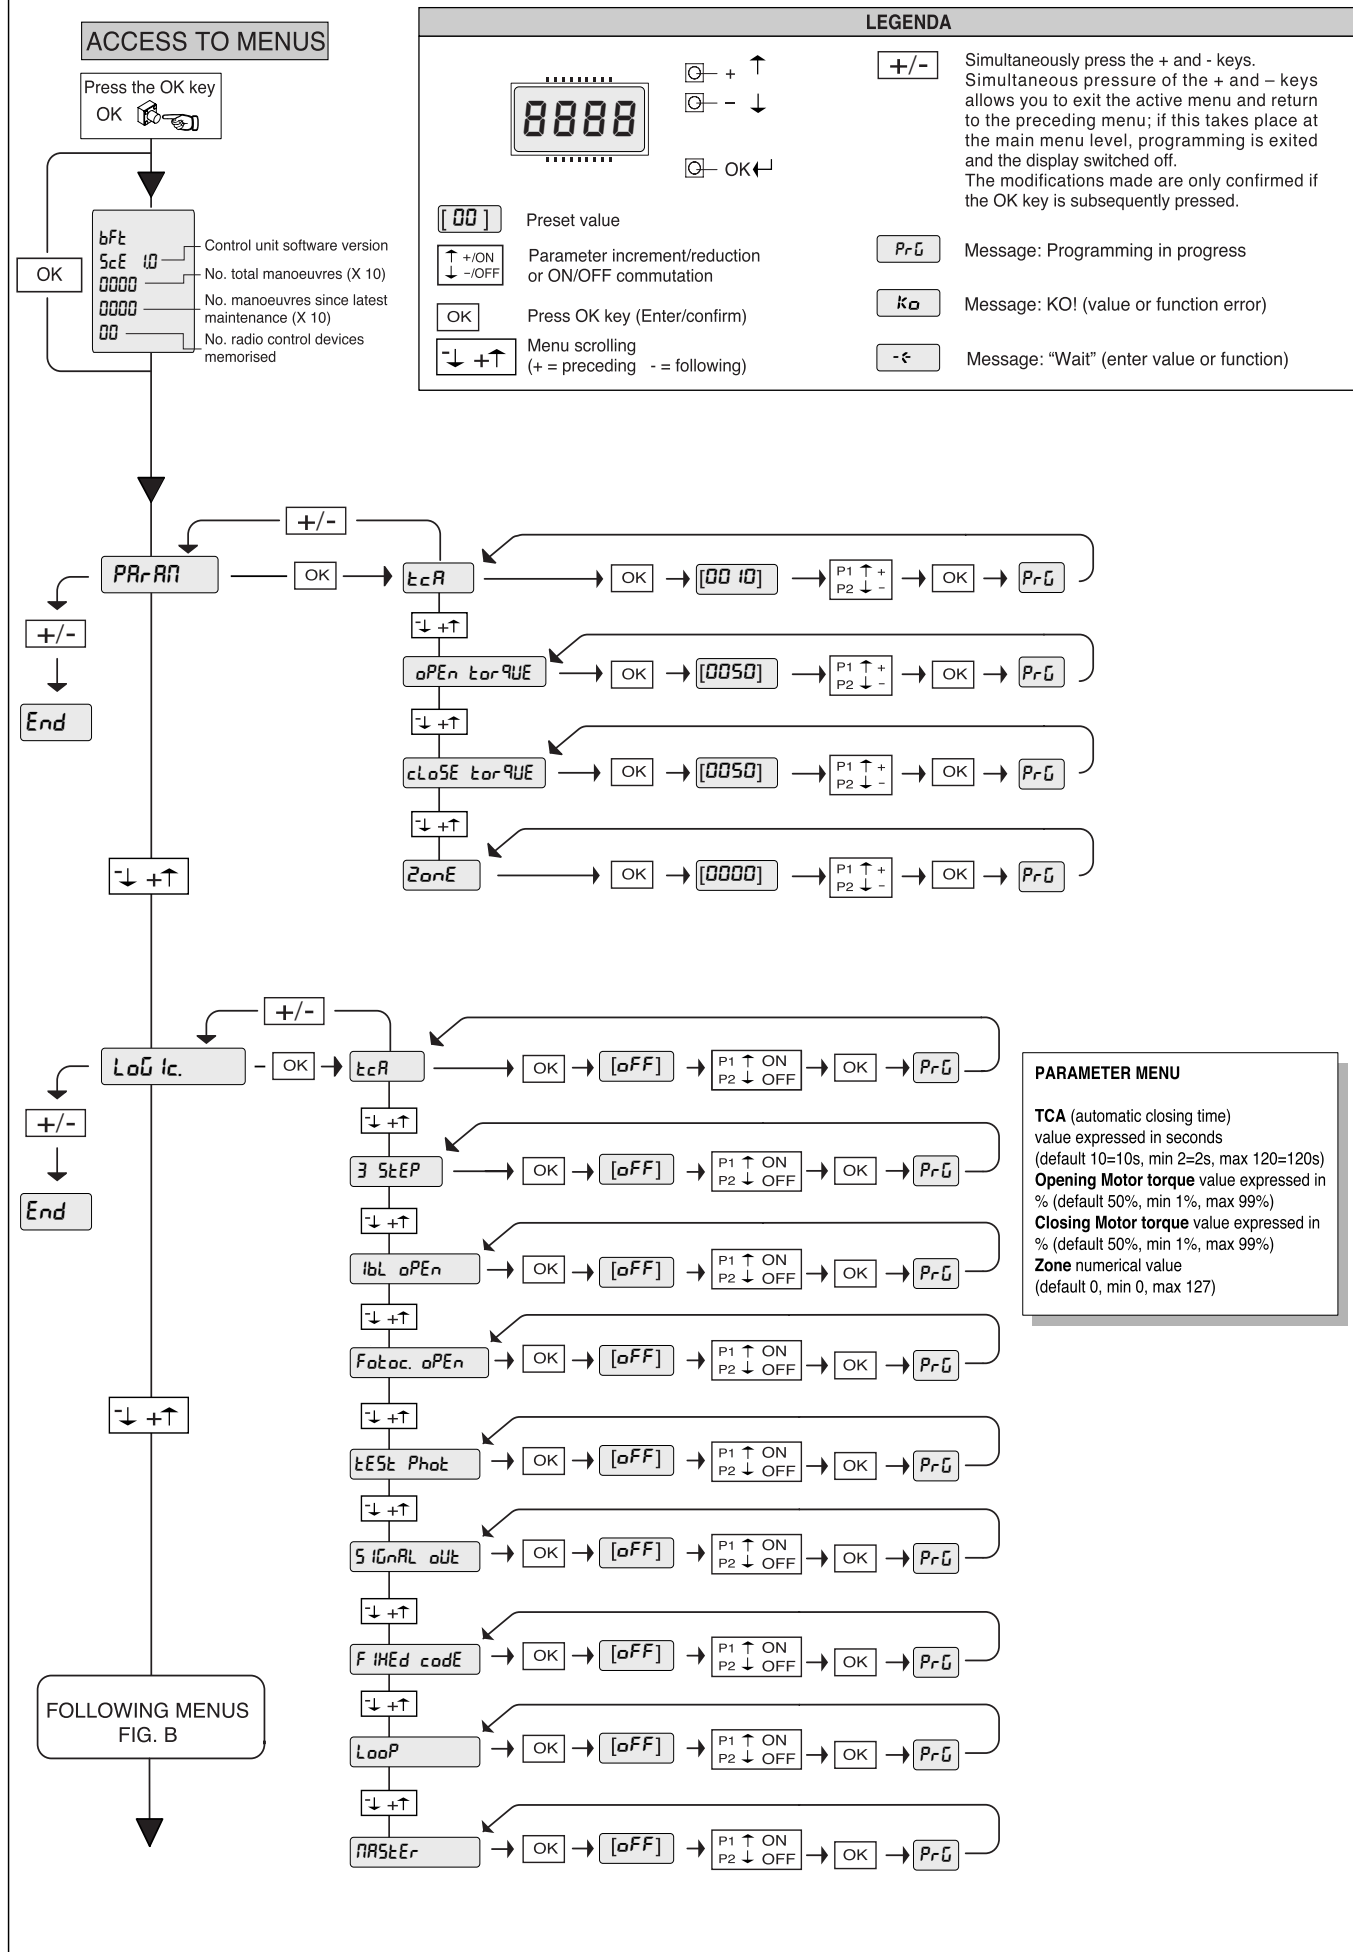 ACCESS TO MENUS
Press the OK key
OK
OK
bFt
ScE 1.0
0000
0000
00
Control unit software version
No. total manoeuvres (X 10)
No. manoeuvres since latest
maintenance (X 10)
No. radio control devices
memorised
LEGENDA
8888
+ ↑
- ↓
OK
[ 00 ]
Preset value
↑ +/ON
↓ -/OFF
Parameter increment/reduction
or ON/OFF commutation
OK
Press OK key (Enter/confirm)
-↓ +↑
Menu scrolling
(+ = preceding - = following)
+/-
Simultaneously press the + and - keys.
Simultaneous pressure of the + and – keys
allows you to exit the active menu and return
to the preceding menu; if this takes place at
the main menu level, programming is exited
and the display switched off.
The modifications made are only confirmed if
the OK key is subsequently pressed.
PrG
Message: Programming in progress
Ko
Message: KO! (value or function error)
Message: “Wait” (enter value or function)
+/-
PArAM
OK
tcA
OK
[0010]
P1 ↑ +
P2 ↓ -
OK
PrG
+/-
End
-↓ +↑
oPEn torqUE
OK
[0050]
P1 ↑ +
P2 ↓ -
OK
PrG
-↓ +↑
cLoSE torqUE
OK
[0050]
P1 ↑ +
P2 ↓ -
OK
PrG
-↓ +↑
-↓ +↑
ZonE
OK
[0000]
P1 ↑ +
P2 ↓ -
OK
PrG
+/-
LoGIc.
OK
tcA
OK
[oFF]
P1 ↑ ON
P2 ↓ OFF
OK
PrG
+/-
End
-↓ +↑
3 StEP
OK
[oFF]
P1 ↑ ON
P2 ↓ OFF
OK
PrG
-↓ +↑
IbL oPEn
OK
[oFF]
P1 ↑ ON
P2 ↓ OFF
OK
PrG
-↓ +↑
Fotoc. oPEn
OK
[oFF]
P1 ↑ ON
P2 ↓ OFF
OK
PrG
-↓ +↑
-↓ +↑
tESt Phot
OK
[oFF]
P1 ↑ ON
P2 ↓ OFF
OK
PrG
-↓ +↑
SIGnAL oUt
OK
[oFF]
P1 ↑ ON
P2 ↓ OFF
OK
PrG
-↓ +↑
FIHEd codE
OK
[oFF]
P1 ↑ ON
P2 ↓ OFF
OK
PrG
-↓ +↑
LooP
OK
[oFF]
P1 ↑ ON
P2 ↓ OFF
OK
PrG
-↓ +↑
MAStEr
OK
[oFF]
P1 ↑ ON
P2 ↓ OFF
OK
PrG
FOLLOWING MENUS
FIG. B
PARAMETER MENU
TCA (automatic closing time)
value expressed in seconds
(default 10=10s, min 2=2s, max 120=120s)
Opening Motor torque value expressed in
% (default 50%, min 1%, max 99%)
Closing Motor torque value expressed in
% (default 50%, min 1%, max 99%)
Zone numerical value
(default 0, min 0, max 127)